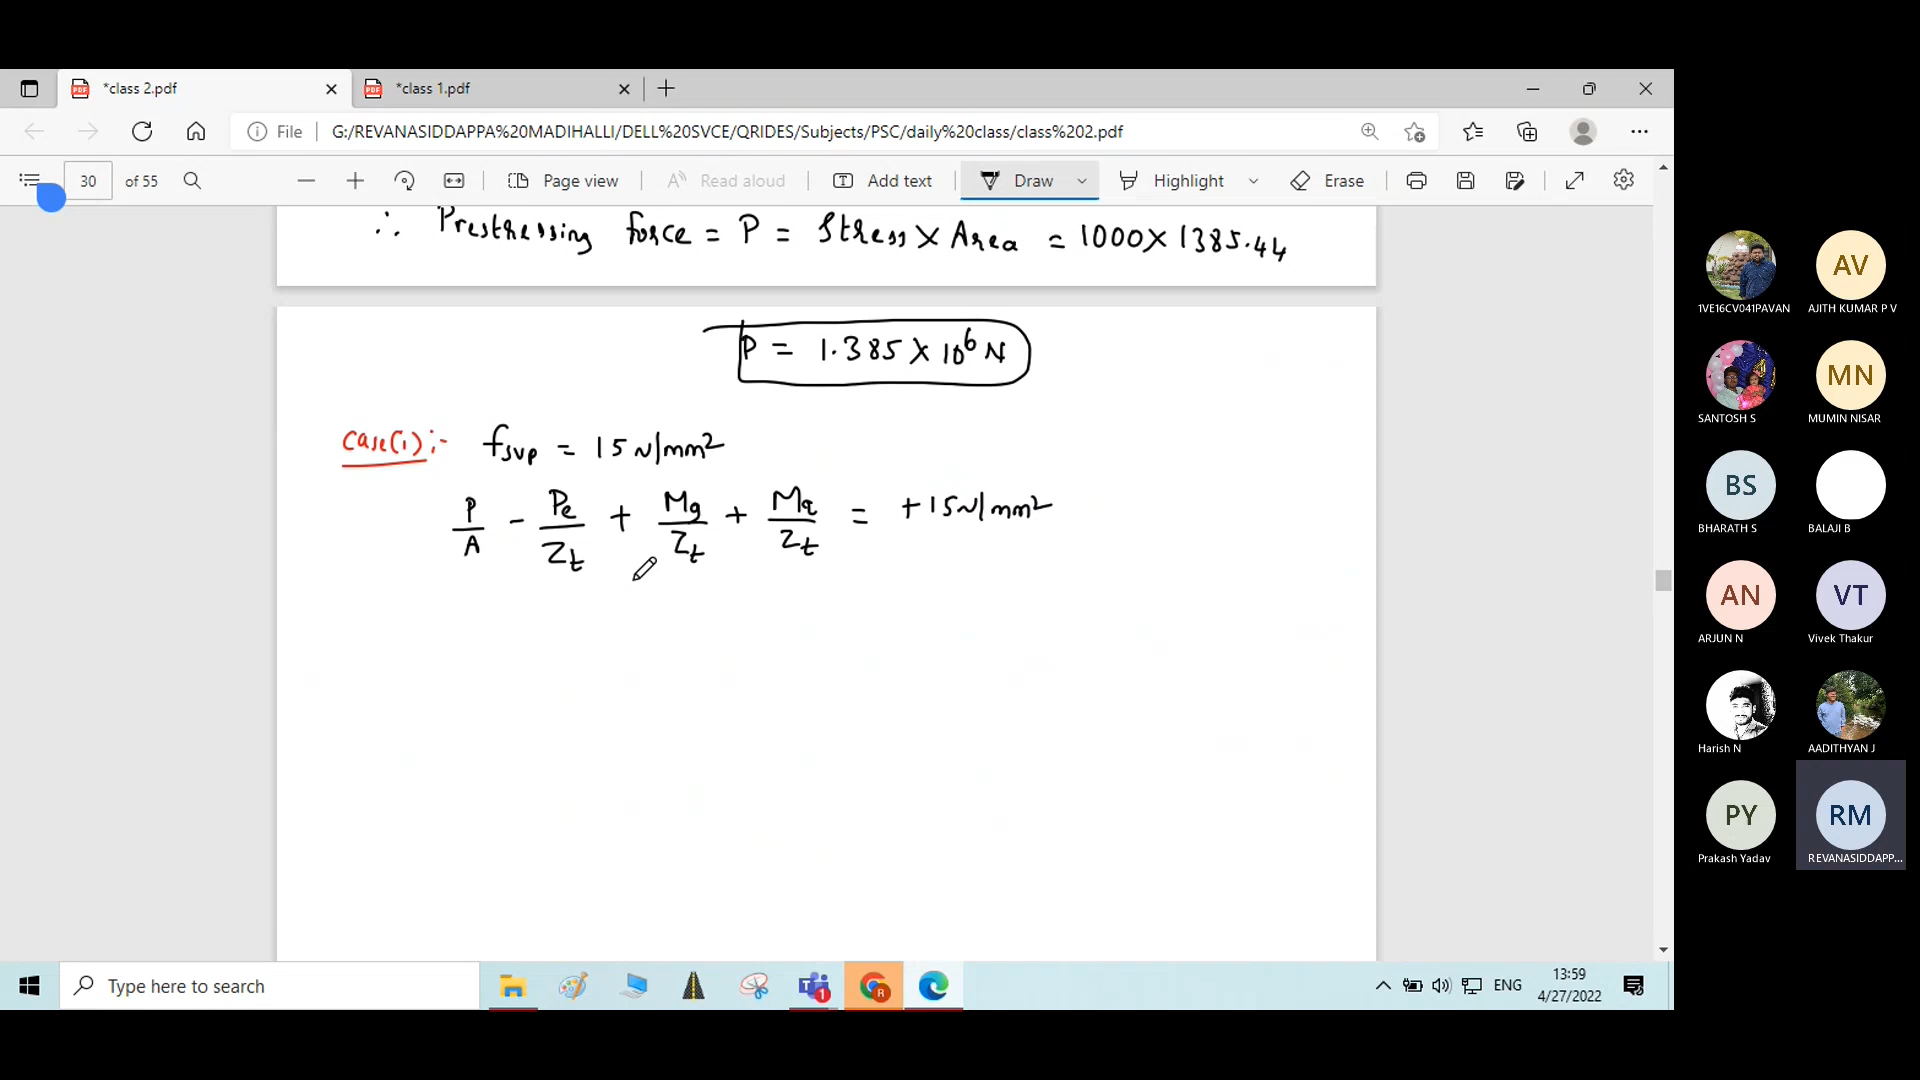 *class 2.pdf
*class 1.pdf
File | G:/REVANASIDDAPPA%20MADIHALLI/DELL%20SVCE/QRIDES/Subjects/PSC/daily%20class/class%202.pdf
30 of 55 Page view Read aloud Add text Draw Highlight Erase
∴ Prestressing force = P = Stress X Area = 1000 X 1385.44
P = 1.385 X 10⁶ N
Case(i):- fsup = 15 N/mm²
P/A - Pe/Zt + Mg/Zt + Mq/Zt = +15 N/mm²
1VE16CV041PAVAN
AV
AJITH KUMAR P V
SANTOSH S
MN
MUMIN NISAR
BS
BHARATH S
BALAJI B
AN
ARJUN N
VT
Vivek Thakur
Harish N
AADITHYAN J
PY
Prakash Yadav
RM
REVANASIDDAPP...
Type here to search
1
R
ENG
13:59
4/27/2022